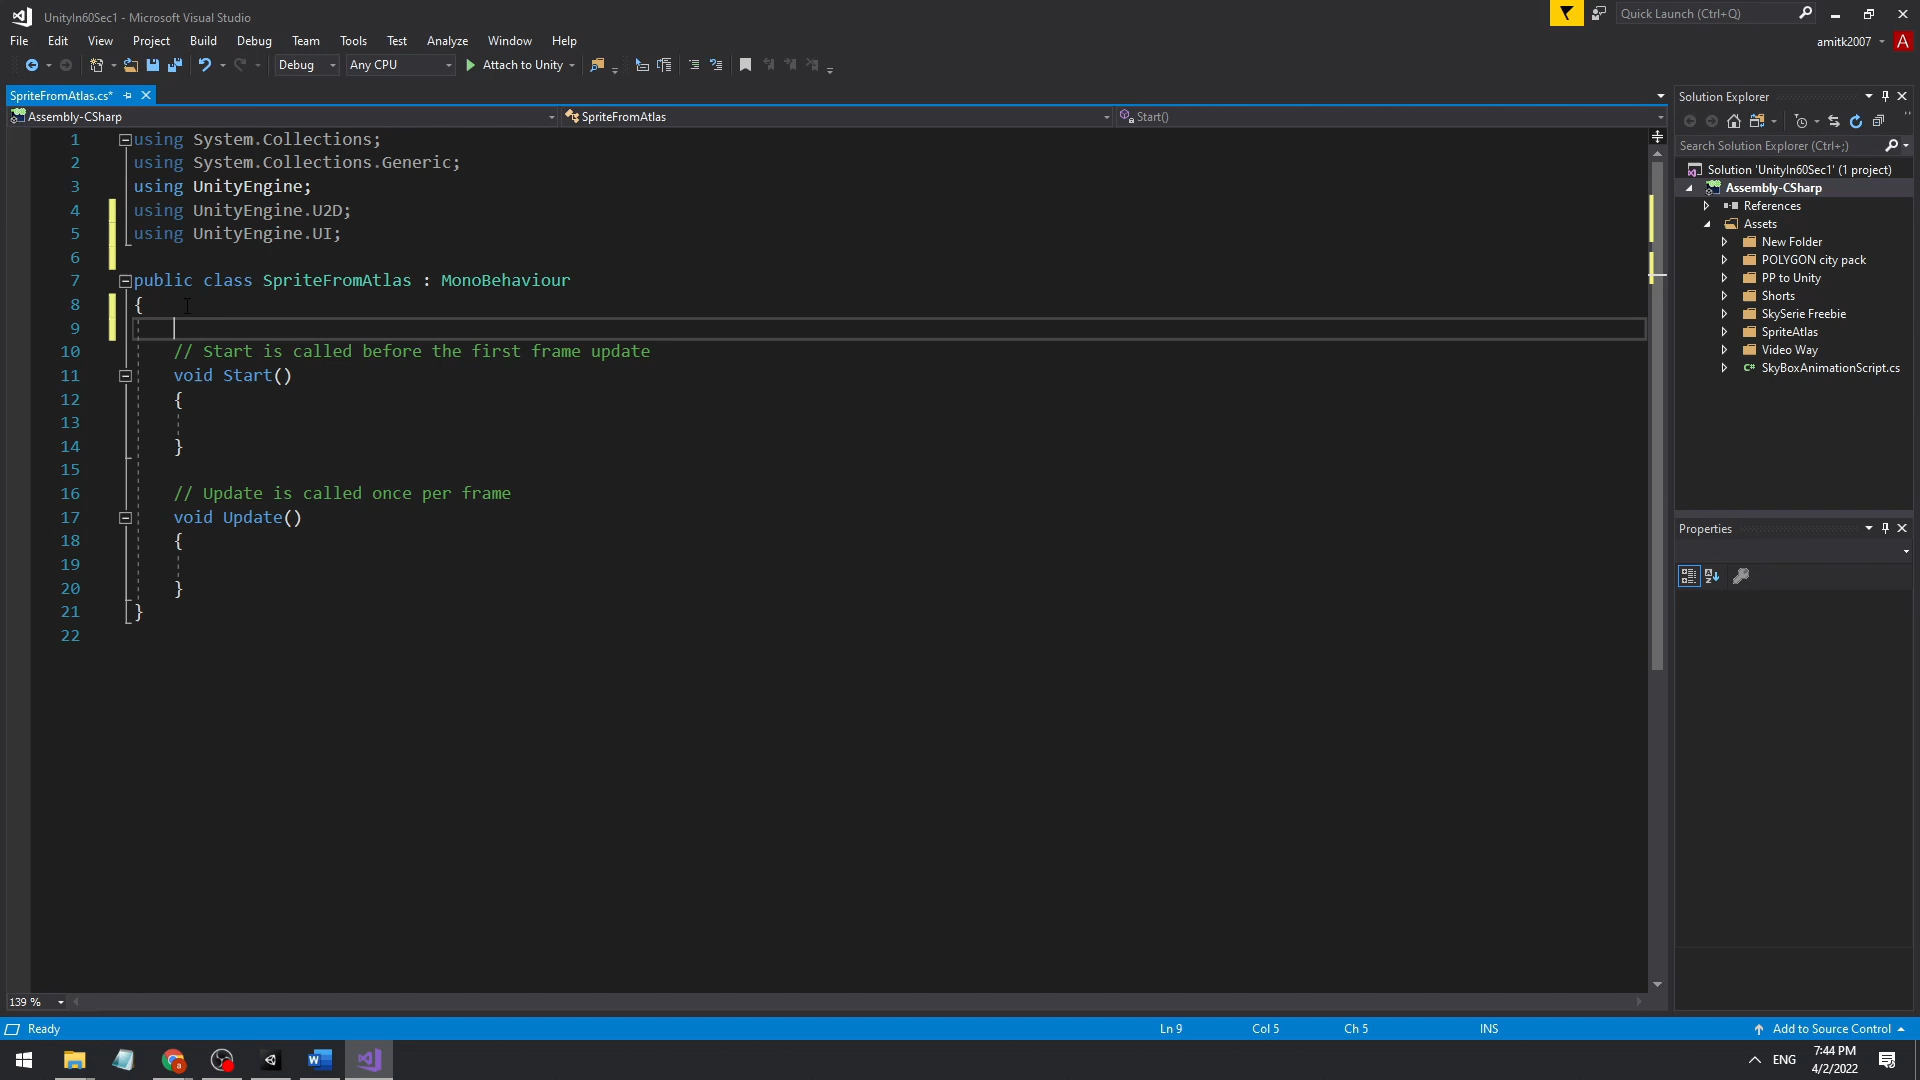 UnityIn60Sec1 - Microsoft Visual Studio
Quick Launch (Ctrl+Q)
File Edit View Project Build Debug Team Tools Test Analyze Window Help
amitk2007 A
Debug Any CPU Attach to Unity
SpriteFromAtlas.cs*
Assembly-CSharp SpriteFromAtlas Start()
1 using System.Collections;
2 using System.Collections.Generic;
3 using UnityEngine;
4 using UnityEngine.U2D;
5 using UnityEngine.UI;
6
7 public class SpriteFromAtlas : MonoBehaviour
8 {
9
10 // Start is called before the first frame update
11 void Start()
12 {
13
14 }
15
16 // Update is called once per frame
17 void Update()
18 {
19
20 }
21 }
22
139 %
Solution Explorer
Search Solution Explorer (Ctrl+;)
Solution 'UnityIn60Sec1' (1 project)
Assembly-CSharp
References
Assets
New Folder
POLYGON city pack
PP to Unity
Shorts
SkySerie Freebie
SpriteAtlas
Video Way
C# SkyBoxAnimationScript.cs
Properties
Ready Ln 9 Col 5 Ch 5 INS Add to Source Control
ENG 7:44 PM
4/2/2022